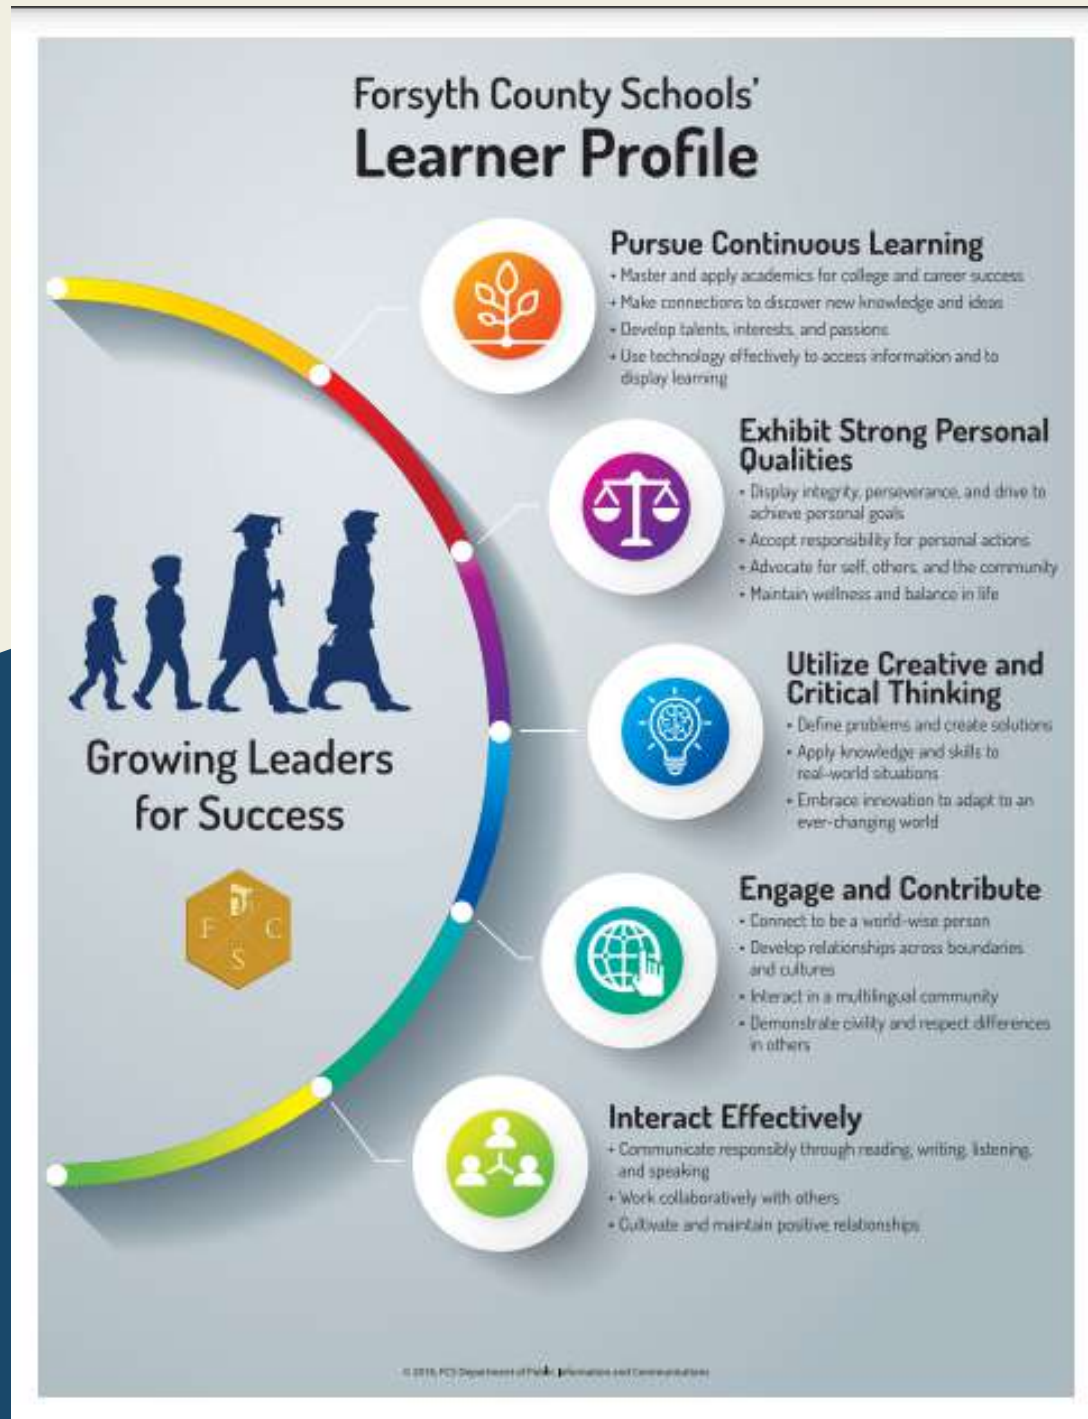 Forsyth County Schools'
Learner Profile
Pursue Continuous Learning
• Master and apply academics for college and career success
• Make connections to discover new knowledge and ideas
• Develop talents, interests, and passions
• Use technology effectively to access information and to
display learning
Exhibit Strong Personal
Qualities
• Display integrity, perseverance, and drive to
achieve personal goals
• Accept responsibility for personal actions
• Advocate for self, others, and the community
• Maintain wellness and balance in life
Utilize Creative and
Critical Thinking
• Define problems and create solutions
• Apply knowledge and skills to
real-world situations
• Embrace innovation to adapt to an
ever-changing world
Growing Leaders
for Success
F C
S
Engage and Contribute
• Connect to be a world-wise person
• Develop relationships across boundaries
and cultures
• Interact in a multilingual community
• Demonstrate civility and respect differences
in others
Interact Effectively
• Communicate responsibly through reading, writing, listening,
and speaking
• Work collaboratively with others
• Cultivate and maintain positive relationships
FCS Department of Public Information and Communications